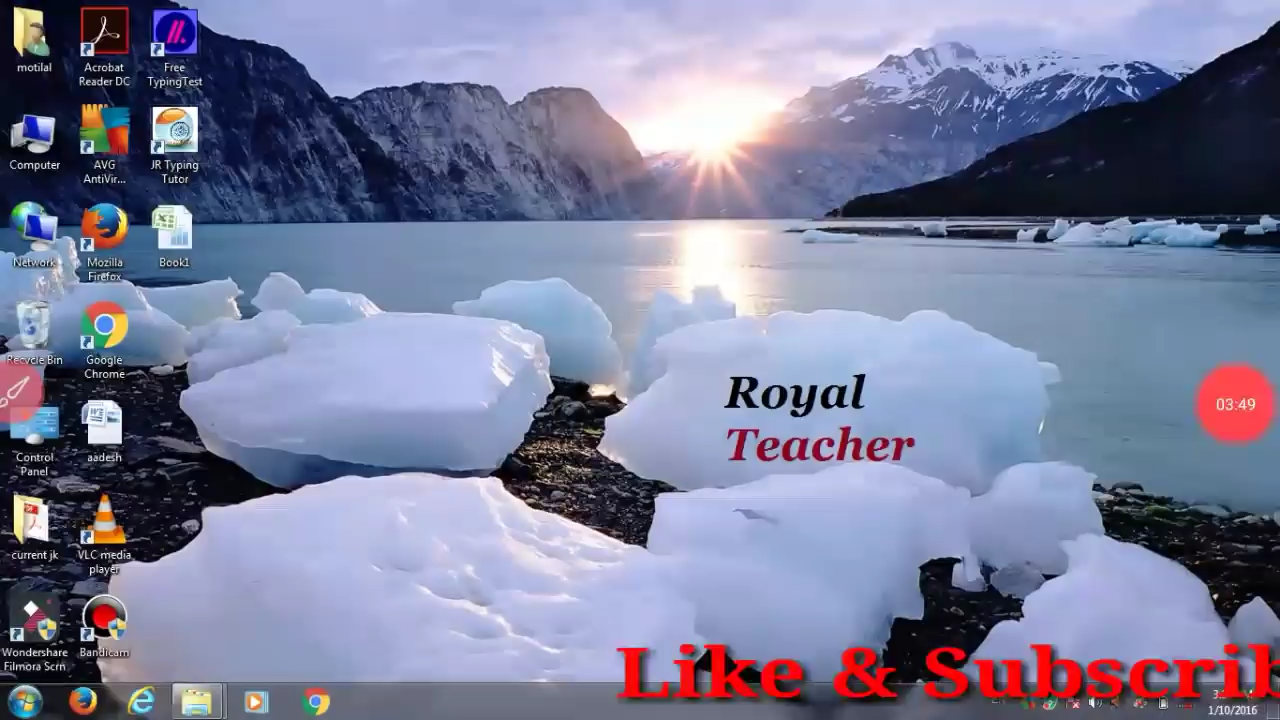 motilal
Acrobat
Reader DC
Free
TypingTest
Computer
AVG
AntiVir...
JR Typing
Tutor
Network
Mozilla
Firefox
Book1
Recycle Bin
Google
Chrome
Control
Panel
aadesh
current jk
VLC media
player
Wondershare
Filmora Scrn
Bandicam
Royal
Teacher
03:49
Like & Subscrib
1/10/2016